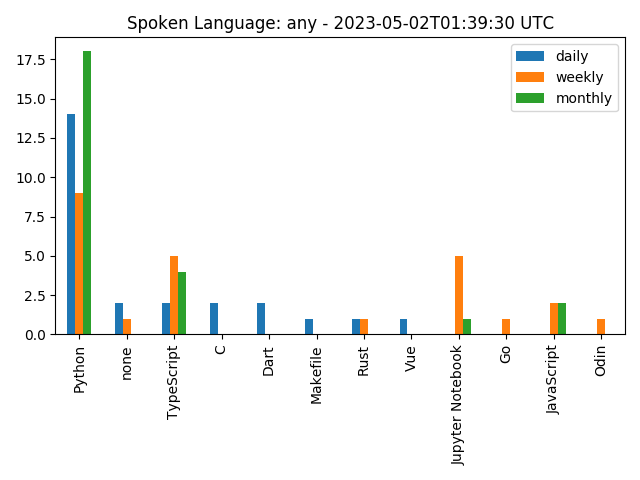 Spoken Language: any - 2023-05-02T01:39:30 UTC
daily
weekly
monthly
17.5
15.0
12.5
10.0
7.5
5.0
2.5
0.0
Python
none
TypeScript
C
Dart
Makefile
Rust
Vue
Jupyter Notebook
Go
JavaScript
Odin